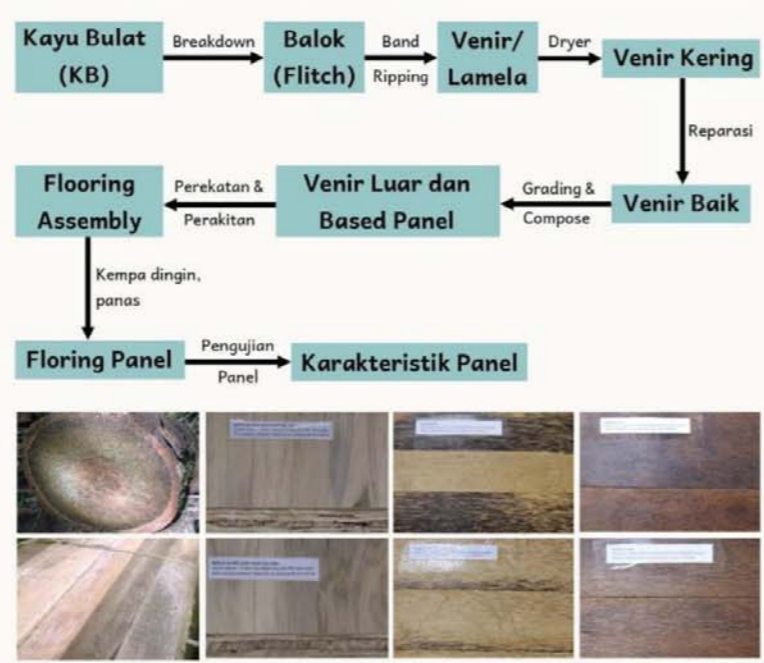 Kayu Bulat
(KB)
Breakdown
Balok
(Flitch)
Band
Ripping
Venir/
Lamela
Dryer
Venir Kering
Reparasi
Venir Baik
Grading &
Compose
Venir Luar dan
Based Panel
Perekatan &
Perakitan
Flooring
Assembly
Kempa dingin,
panas
Floring Panel
Pengujian
Panel
Karakteristik Panel